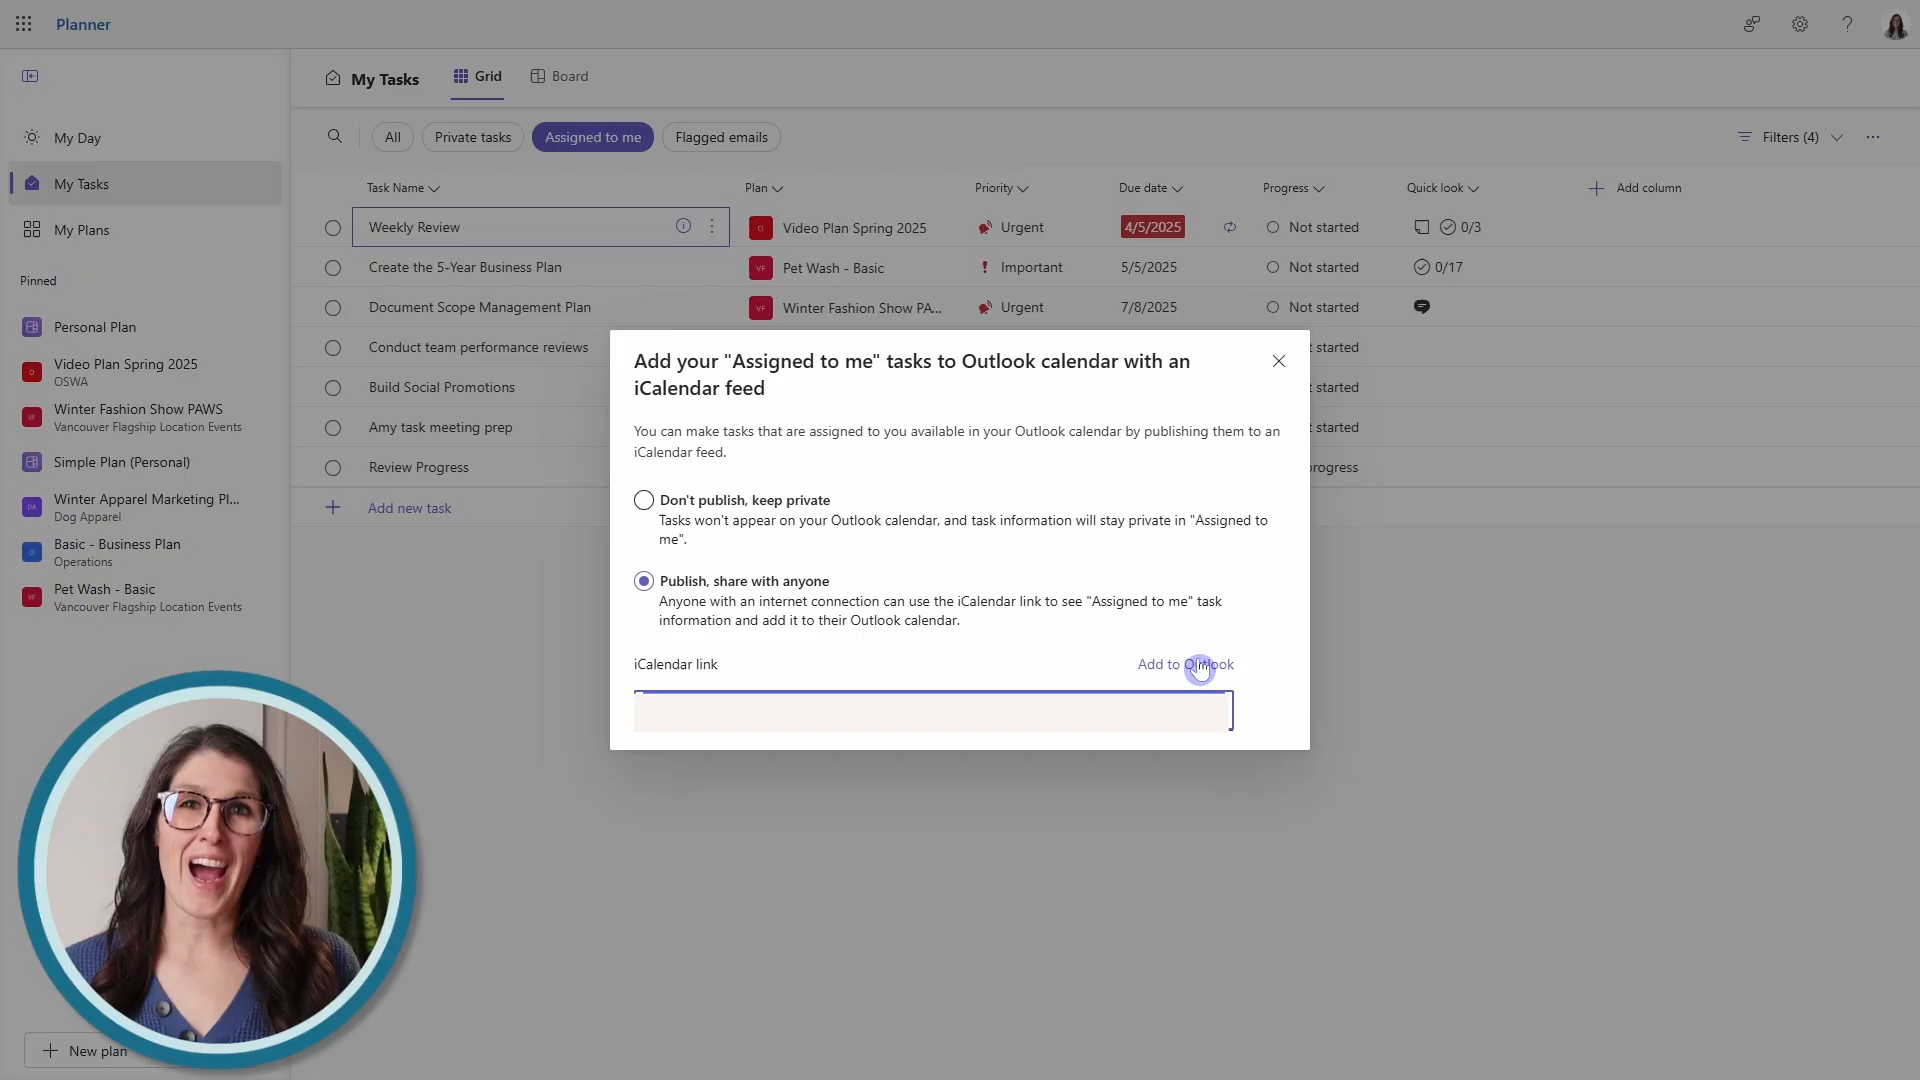 Planner
My Tasks
Grid
Board
My Day
My Tasks
My Plans
Pinned
Personal Plan
Video Plan Spring 2025
OSWA
Winter Fashion Show PAWS
Vancouver Flagship Location Events
Simple Plan (Personal)
Winter Apparel Marketing Pl...
Dog Apparel
Basic - Business Plan
Operations
Pet Wash - Basic
Vancouver Flagship Location Events
New plan
All
Private tasks
Assigned to me
Flagged emails
Filters (4)
Task Name
Plan
Priority
Due date
Progress
Quick look
Add column
Weekly Review
Video Plan Spring 2025
Urgent
4/5/2025
Not started
0/3
Create the 5-Year Business Plan
VF
Pet Wash - Basic
Important
5/5/2025
Not started
0/17
Document Scope Management Plan
VF
Winter Fashion Show PA...
Urgent
7/8/2025
Not started
Conduct team performance reviews
t started
Build Social Promotions
t started
Amy task meeting prep
t started
Review Progress
progress
Add new task
Add your "Assigned to me" tasks to Outlook calendar with an
iCalendar feed
You can make tasks that are assigned to you available in your Outlook calendar by publishing them to an
iCalendar feed.
Don't publish, keep private
Tasks won't appear on your Outlook calendar, and task information will stay private in "Assigned to
me".
Publish, share with anyone
Anyone with an internet connection can use the iCalendar link to see "Assigned to me" task
information and add it to their Outlook calendar.
iCalendar link
Add to Outlook